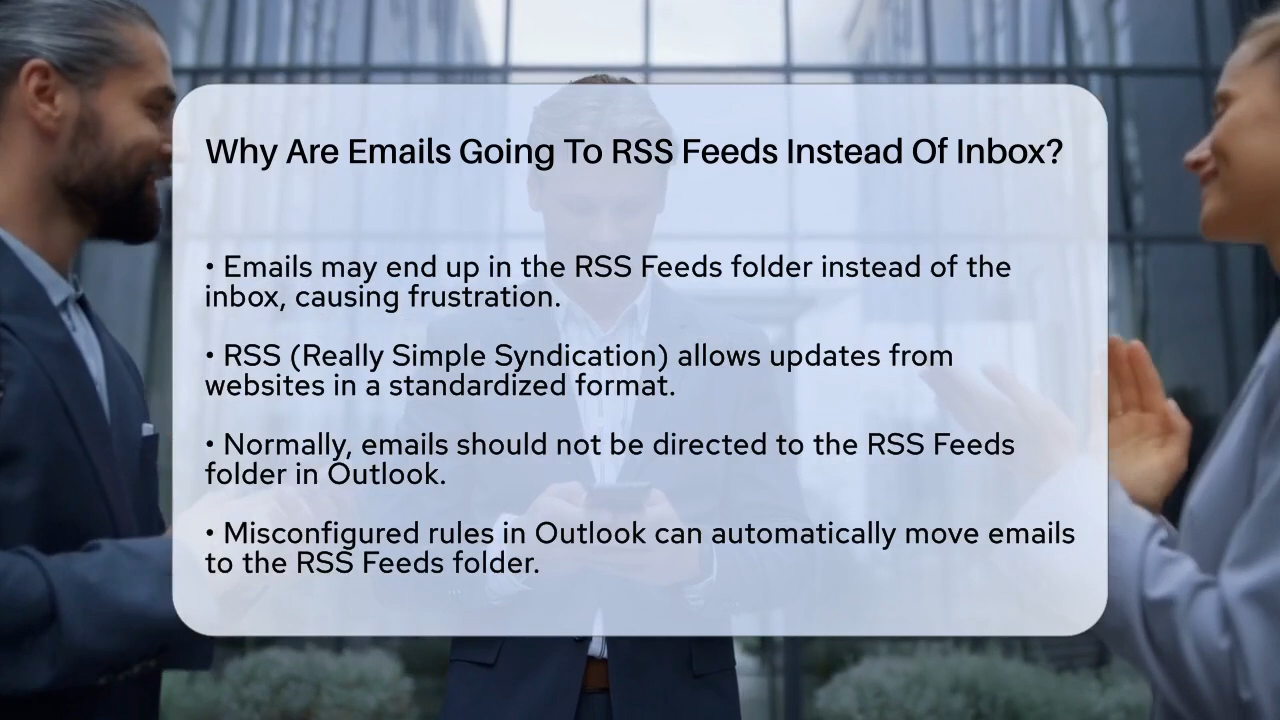 Why Are Emails Going To RSS Feeds Instead Of Inbox?
• Emails may end up in the RSS Feeds folder instead of the
inbox, causing frustration.
• RSS (Really Simple Syndication) allows updates from
websites in a standardized format.
• Normally, emails should not be directed to the RSS Feeds
folder in Outlook.
• Misconfigured rules in Outlook can automatically move emails
to the RSS Feeds folder.